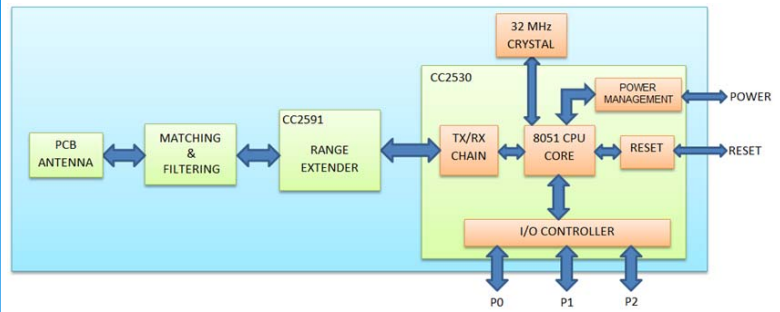 32 MHz
CRYSTAL
CC2530
POWER
MANAGEMENT
POWER
CC2591
PCB
ANTENNA
MATCHING
&
FILTERING
RANGE
EXTENDER
TX/RX
CHAIN
8051 CPU
CORE
RESET
RESET
I/O CONTROLLER
P0
P1
P2